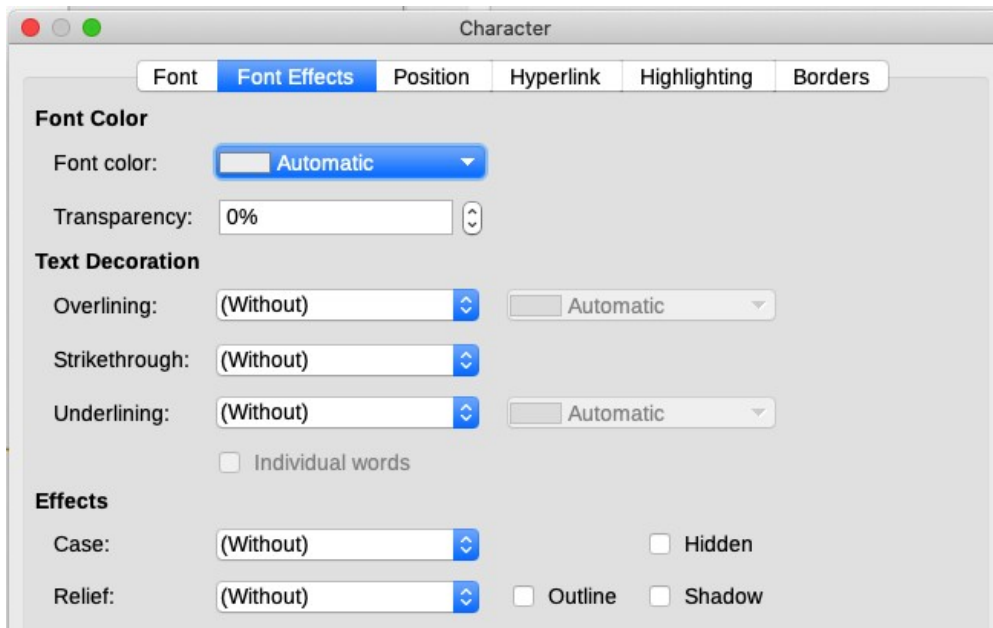 Character
Font Font Effects Position Hyperlink Highlighting Borders
Font Color
Font color: Automatic
Transparency: 0%
Text Decoration
Overlining: (Without) Automatic
Strikethrough: (Without)
Underlining: (Without) Automatic
Individual words
Effects
Case: (Without) Hidden
Relief: (Without) Outline Shadow